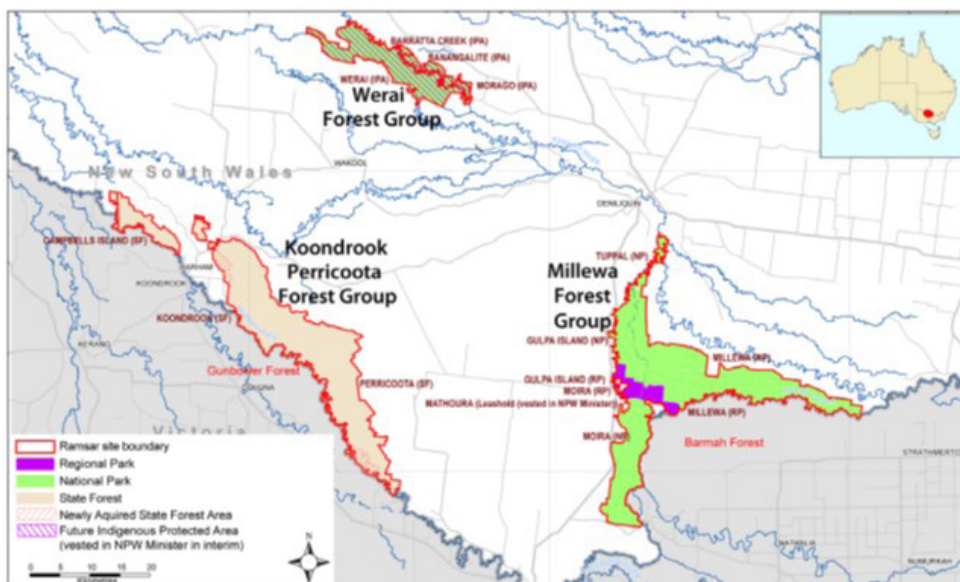 BARRATTA CREEK (IPA)
BANANGALITE (IPA)
WERAI (IPA)
MORAGO (IPA)
Werai
Forest Group
WAKOOL
New South Wales
DENILIQUIN
CAMPBELLS ISLAND (SF)
BARHAM
KOONDROOK
Koondrook
Perricoota
Forest Group
TUPPAL (NP)
Millewa
Forest
Group
KOONDROOK (SF)
KERANG
GULPA ISLAND (NP)
MILLEWA (NP)
Gunbower Forest
PERRICOOTA (SF)
GULPA ISLAND (RP)
MOIRA (RP)
MATHOURA (Leasehold (vested in NPW Minister))
MILLEWA (RP)
Victoria
MOIRA (NP)
Barmah Forest
STRATHMERTON
Ramsar site boundary
Regional Park
National Park
State Forest
Newly Aquired State Forest Area
Future Indigenous Protected Area
(vested in NPW Minister in interim)
0 5 10 15 20
Kilometres
N
NATHALIA
NUMURKAH